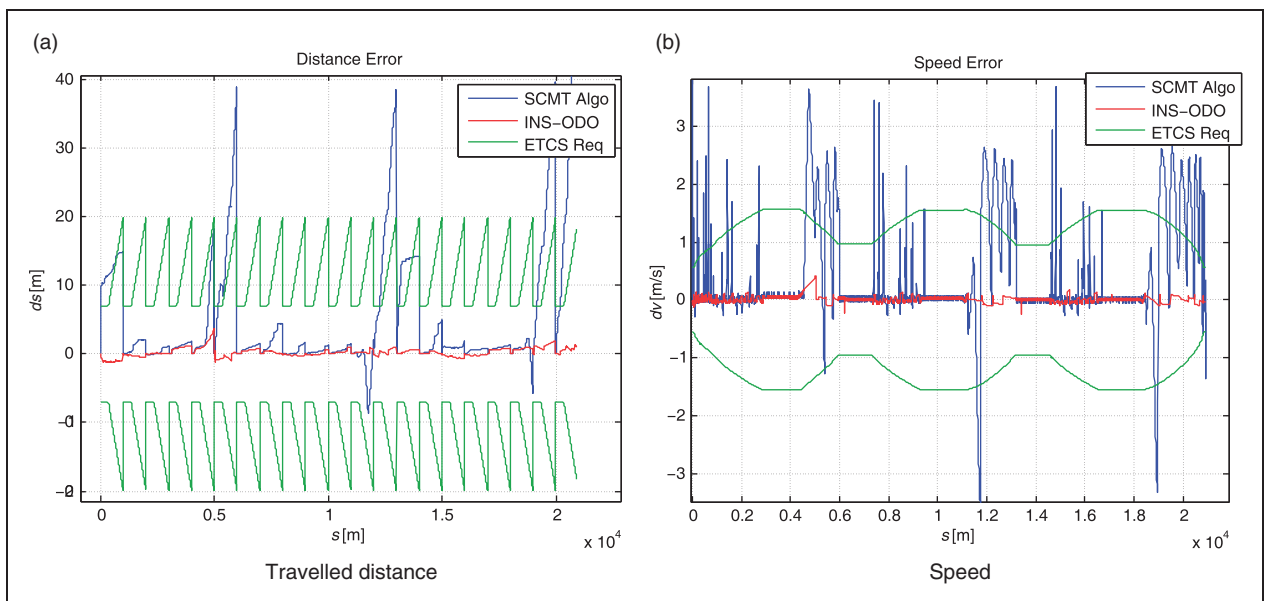 (a)
Distance Error
40
30
20
10
0
−10
−20
ds[m]
SCMT Algo
INS−ODO
ETCS Req
0
0.5
1
1.5
2
s[m]
x 10⁴
Travelled distance
(b)
Speed Error
3
2
1
0
−1
−2
−3
dv[m/s]
SCMT Algo
INS−ODO
ETCS Req
0
0.2
0.4
0.6
0.8
1
1.2
1.4
1.6
1.8
2
s[m]
x 10⁴
Speed